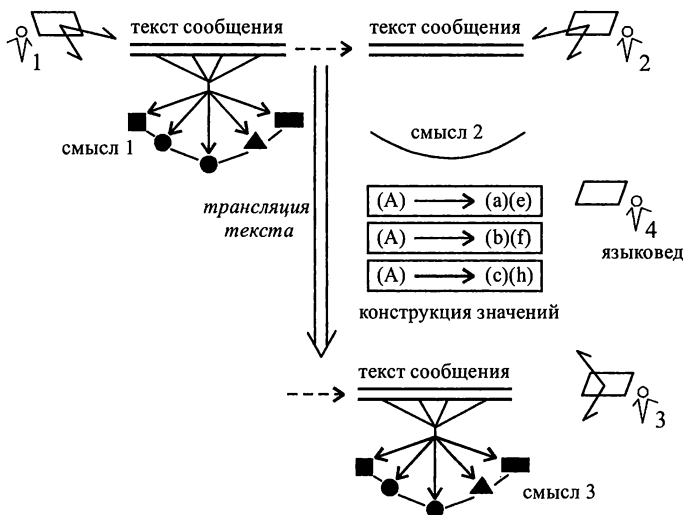 текст сообщения
текст сообщения
1
2
смысл 1
смысл 2
трансляция
текста
(A) (a)(e)
(A) (b)(f)
(A) (c)(h)
4
языковед
конструкция значений
текст сообщения
3
смысл 3